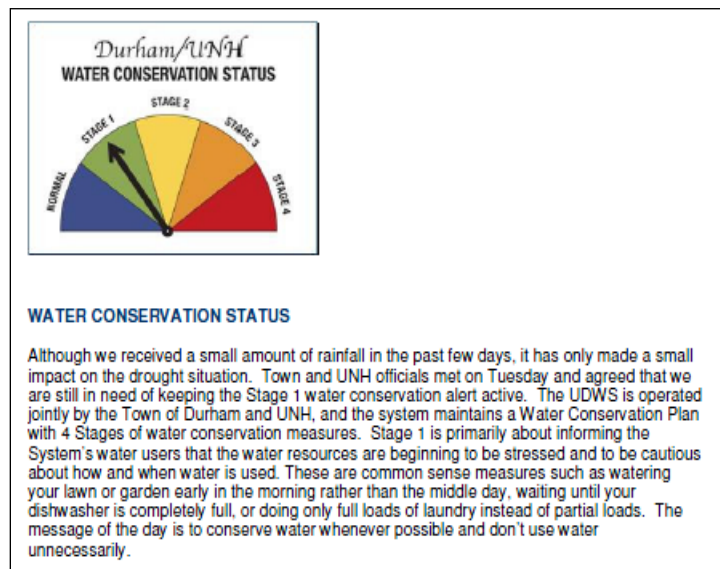 Durham/UNH
WATER CONSERVATION STATUS
STAGE 2
STAGE 1
STAGE 3
NORMAL
STAGE 4
WATER CONSERVATION STATUS
Although we received a small amount of rainfall in the past few days, it has only made a small
impact on the drought situation. Town and UNH officials met on Tuesday and agreed that we
are still in need of keeping the Stage 1 water conservation alert active. The UDWS is operated
jointly by the Town of Durham and UNH, and the system maintains a Water Conservation Plan
with 4 Stages of water conservation measures. Stage 1 is primarily about informing the
System's water users that the water resources are beginning to be stressed and to be cautious
about how and when water is used. These are common sense measures such as watering
your lawn or garden early in the morning rather than the middle day, waiting until your
dishwasher is completely full, or doing only full loads of laundry instead of partial loads. The
message of the day is to conserve water whenever possible and don't use water
unnecessarily.